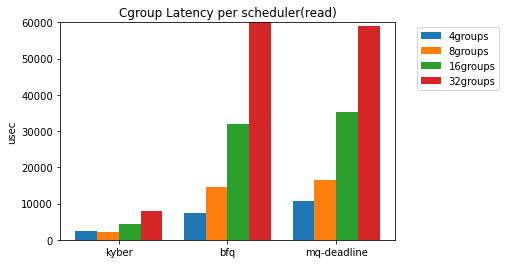 Cgroup Latency per scheduler(read)
60000
50000
40000
30000
20000
10000
0
usec
kyber
bfq
mq-deadline
4groups
8groups
16groups
32groups